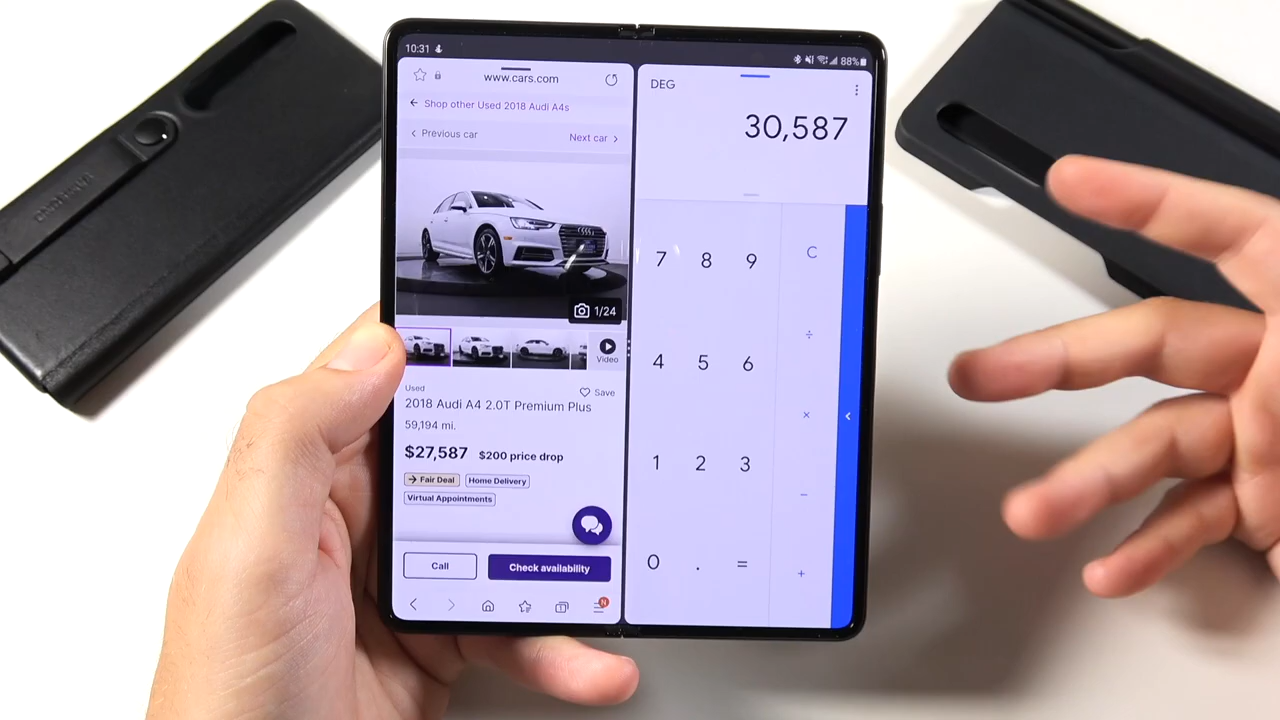 10:31
88%
www.cars.com
Shop other Used 2018 Audi A4s
Previous car
Next car
1/24
Video
Used
Save
2018 Audi A4 2.0T Premium Plus
59,194 mi.
$27,587 $200 price drop
Fair Deal Home Delivery
Virtual Appointments
Call Check availability
N
DEG
30,587
7 8 9 C
÷
4 5 6
×
1 2 3
−
0 . =
+